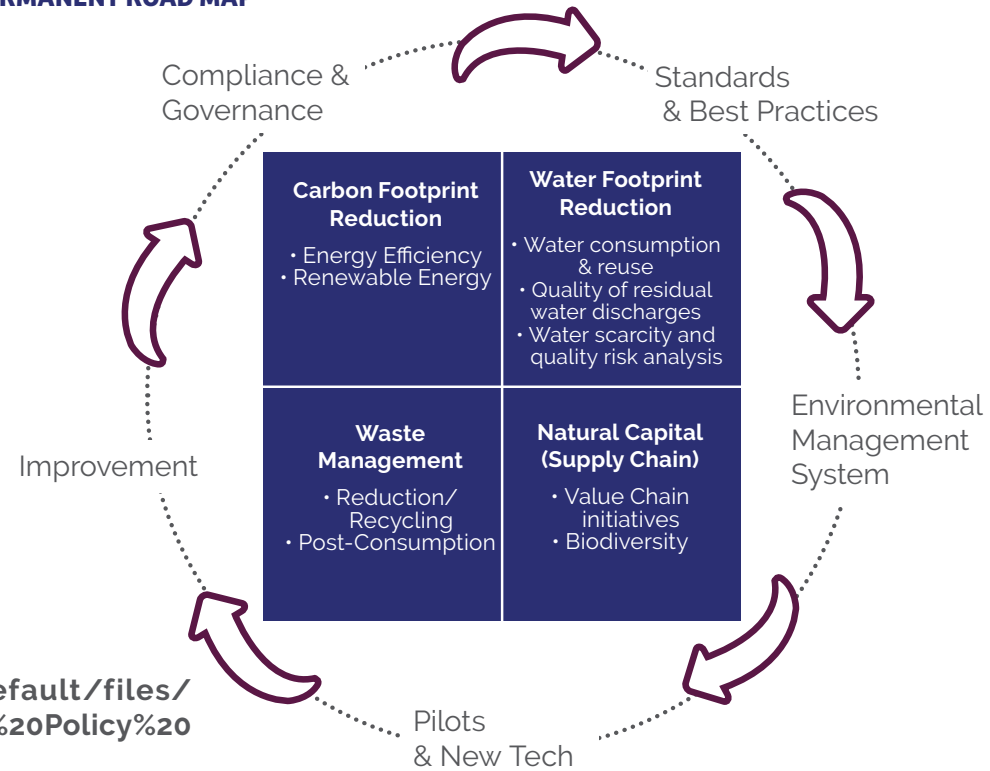 ROAD MAP
Compliance &
Governance
Standards
& Best Practices
Carbon Footprint
Reduction
• Energy Efficiency
• Renewable Energy
Water Footprint
Reduction
• Water consumption
& reuse
• Quality of residual
water discharges
• Water scarcity and
quality risk analysis
Environmental
Management
System
Waste
Management
• Reduction/
Recycling
• Post-Consumption
Natural Capital
(Supply Chain)
• Value Chain
initiatives
• Biodiversity
Improvement
efault/files/
%20Policy%20
Pilots
& New Tech